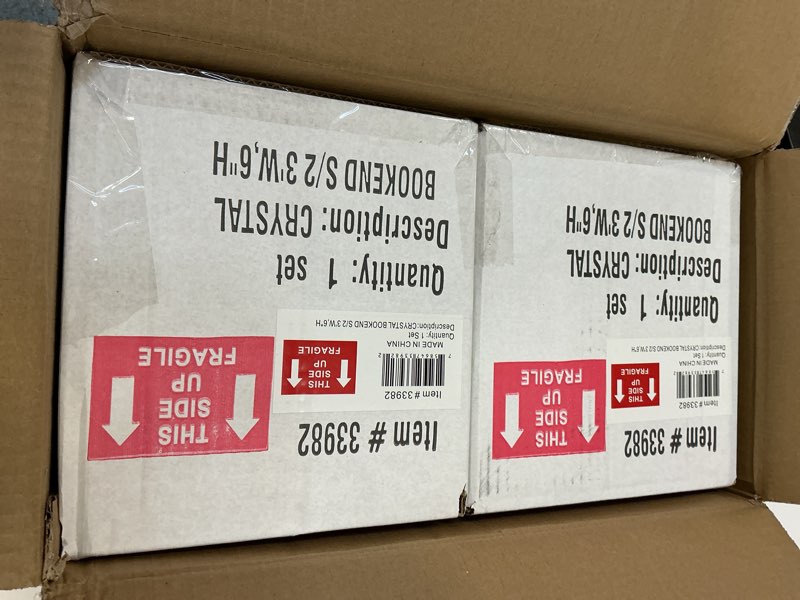 Item # 33982
THIS
SIDE
UP
FRAGILE
Item # 33982
THIS
SIDE
UP
FRAGILE
MADE IN CHINA
Quantity: 1 Set
Description: CRYSTAL BOOKEND S/2 3'W,6"H
Quantity: 1 set
Description: CRYSTAL
BOOKEND S/2 3'W,6"H
Item # 33982
THIS
SIDE
UP
FRAGILE
Item # 33982
THIS
SIDE
UP
FRAGILE
MADE IN CHINA
Quantity: 1 Set
Description: CRYSTAL BOOKEND S/2 3'W,6"H
Quantity: 1 set
Description: CRYSTAL
BOOKEND S/2 3'W,6"H